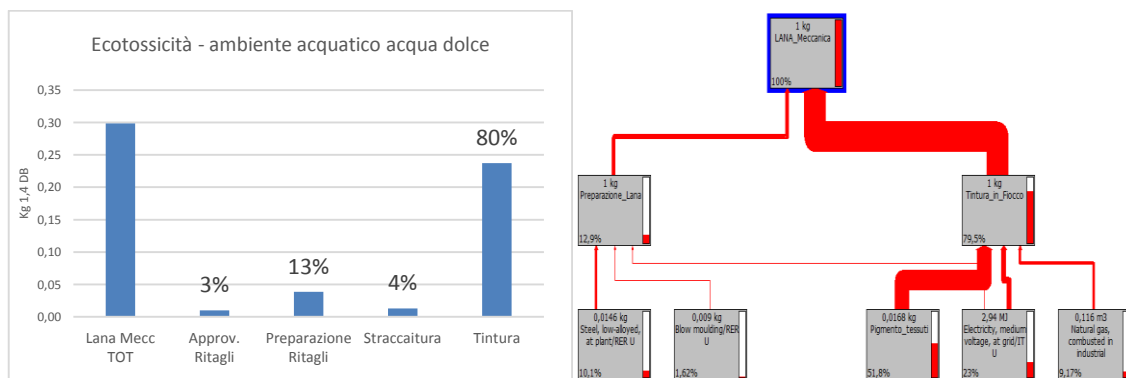 Ecotossicità - ambiente acquatico acqua dolce
Kg 1,4 DB
0,35
0,30
0,25
0,20
0,15
0,10
0,05
0,00
3%
13%
4%
80%
Lana Mecc
TOT
Approv.
Ritagli
Preparazione
Ritagli
Straccaitura
Tintura
1 kg
LANA_Meccanica
100%
1 kg
Preparazione_Lana
12,9%
1 kg
Tintura_in_Fiocco
79,5%
0,0146 kg
Steel, low-alloyed,
at plant/RER U
10,1%
0,009 kg
Blow moulding/RER
U
1,62%
0,0168 kg
Pigmento_tessuti
51,8%
2,94 MJ
Electricity, medium
voltage, at grid/IT
U
23%
0,116 m3
Natural gas,
combusted in
industrial
9,17%